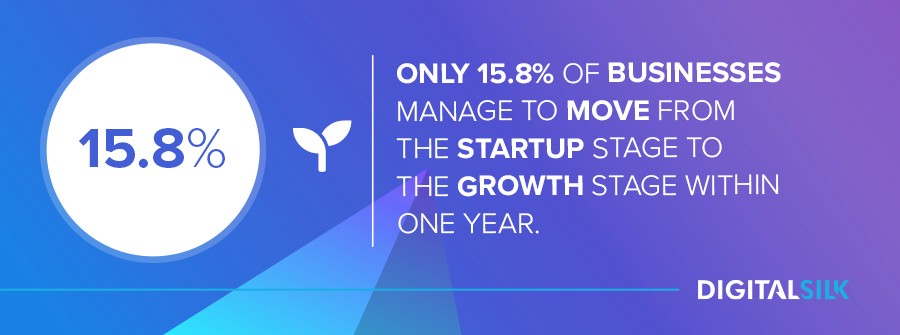 15.8%
ONLY 15.8% OF BUSINESSES
MANAGE TO MOVE FROM
THE STARTUP STAGE TO
THE GROWTH STAGE WITHIN
ONE YEAR.
DIGITALSILK